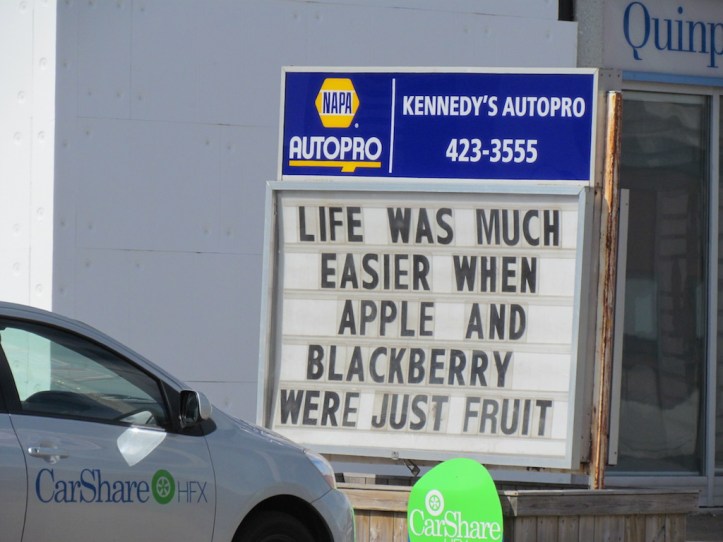 Quinp
NAPA
AUTOPRO
KENNEDY'S AUTOPRO
423-3555
LIFE WAS MUCH
EASIER WHEN
APPLE AND
BLACKBERRY
WERE JUST FRUIT
CarShare HFX
CarShare